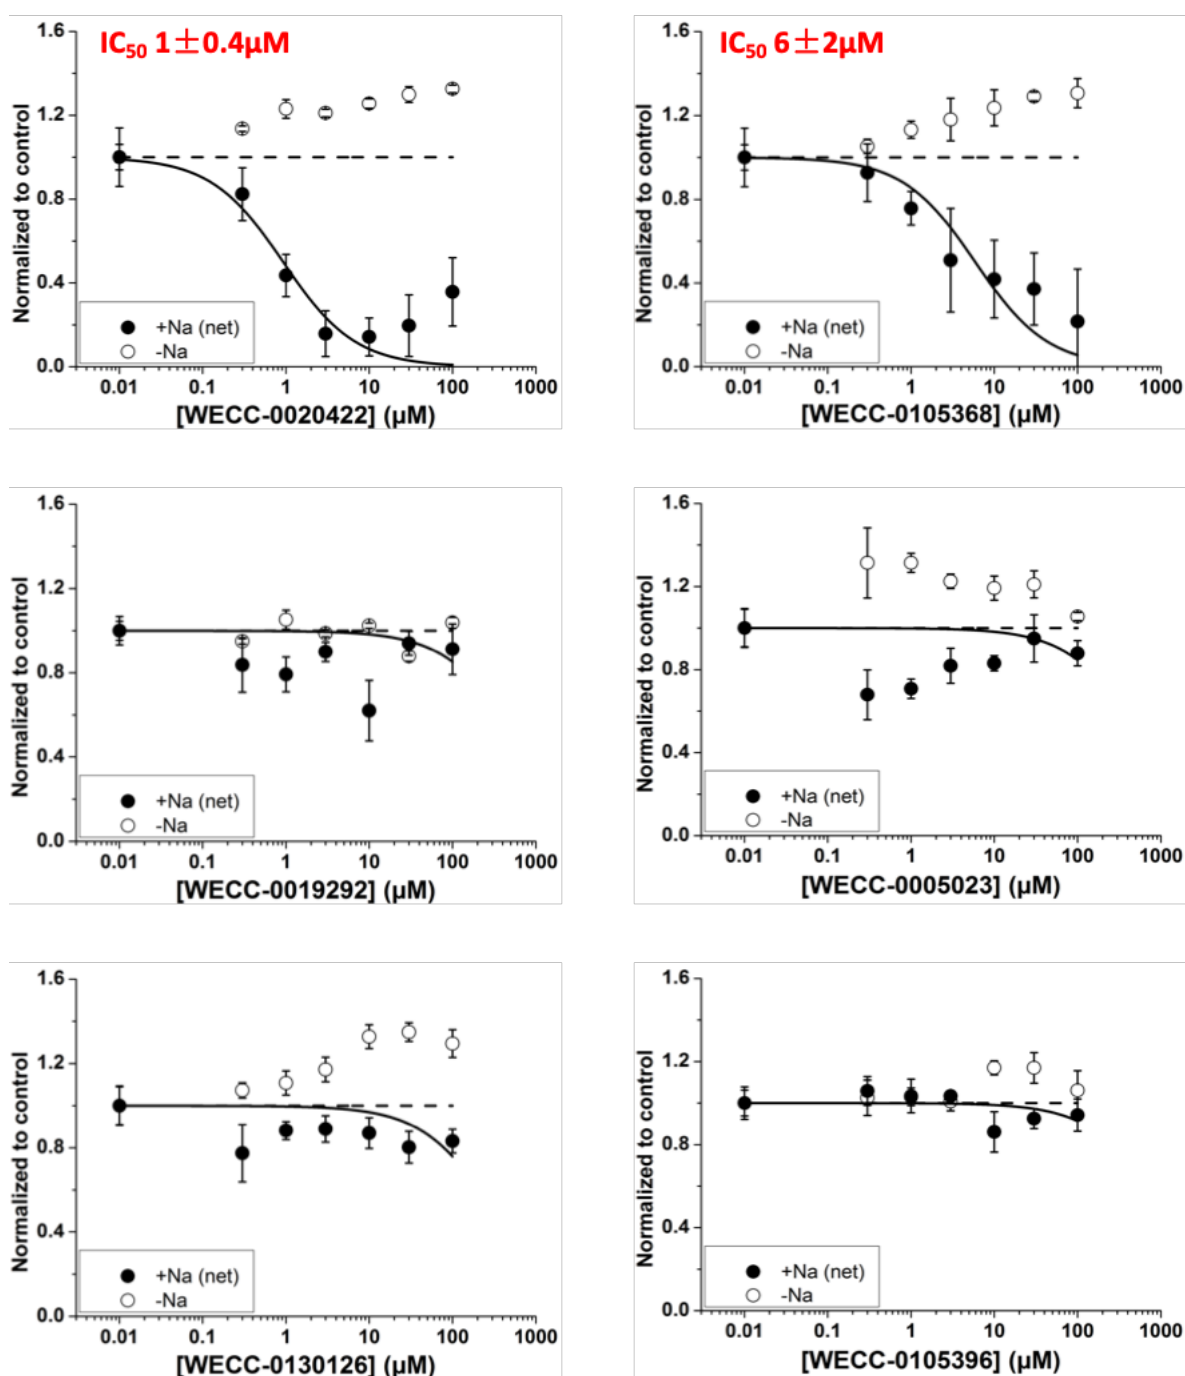 IC50 1±0.4µM
Normalized to control
1.6
1.2
0.8
0.4
0.0
+Na (net)
-Na
0.01 0.1 1 10 100 1000
[WECC-0020422] (µM)
IC50 6±2µM
Normalized to control
1.6
1.2
0.8
0.4
0.0
+Na (net)
-Na
0.01 0.1 1 10 100 1000
[WECC-0105368] (µM)
Normalized to control
1.6
1.2
0.8
0.4
0.0
+Na (net)
-Na
0.01 0.1 1 10 100 1000
[WECC-0019292] (µM)
Normalized to control
1.6
1.2
0.8
0.4
0.0
+Na (net)
-Na
0.01 0.1 1 10 100 1000
[WECC-0005023] (µM)
Normalized to control
1.6
1.2
0.8
0.4
0.0
+Na (net)
-Na
0.01 0.1 1 10 100 1000
[WECC-0130126] (µM)
Normalized to control
1.6
1.2
0.8
0.4
0.0
+Na (net)
-Na
0.01 0.1 1 10 100 1000
[WECC-0105396] (µM)